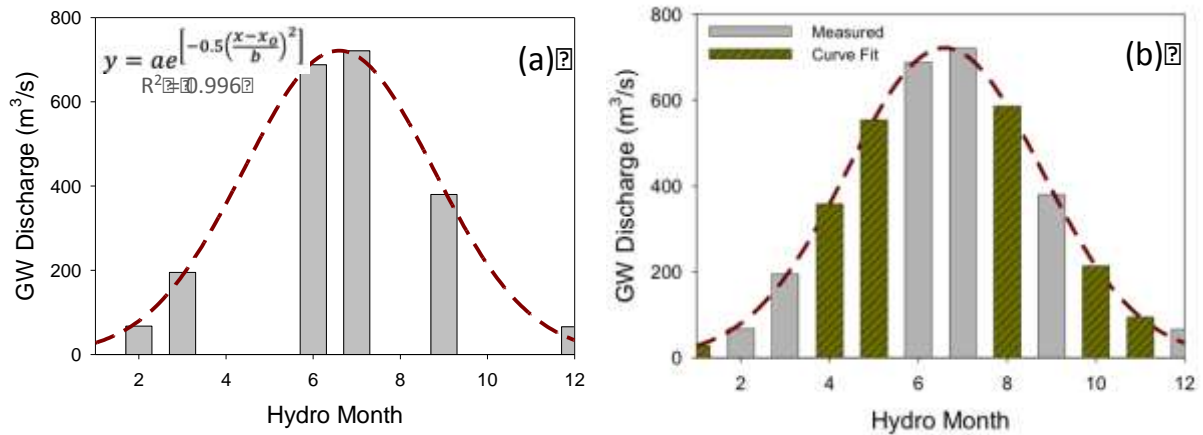 800
600
400
200
0
GW Discharge (m³/s)
y = ae^[-0.5((x-x₀)/b)²]
R² = 0.996
(a)
2 4 6 8 10 12
Hydro Month
800
600
400
200
0
GW Discharge (m³/s)
Measured
Curve Fit
(b)
2 4 6 8 10 12
Hydro Month